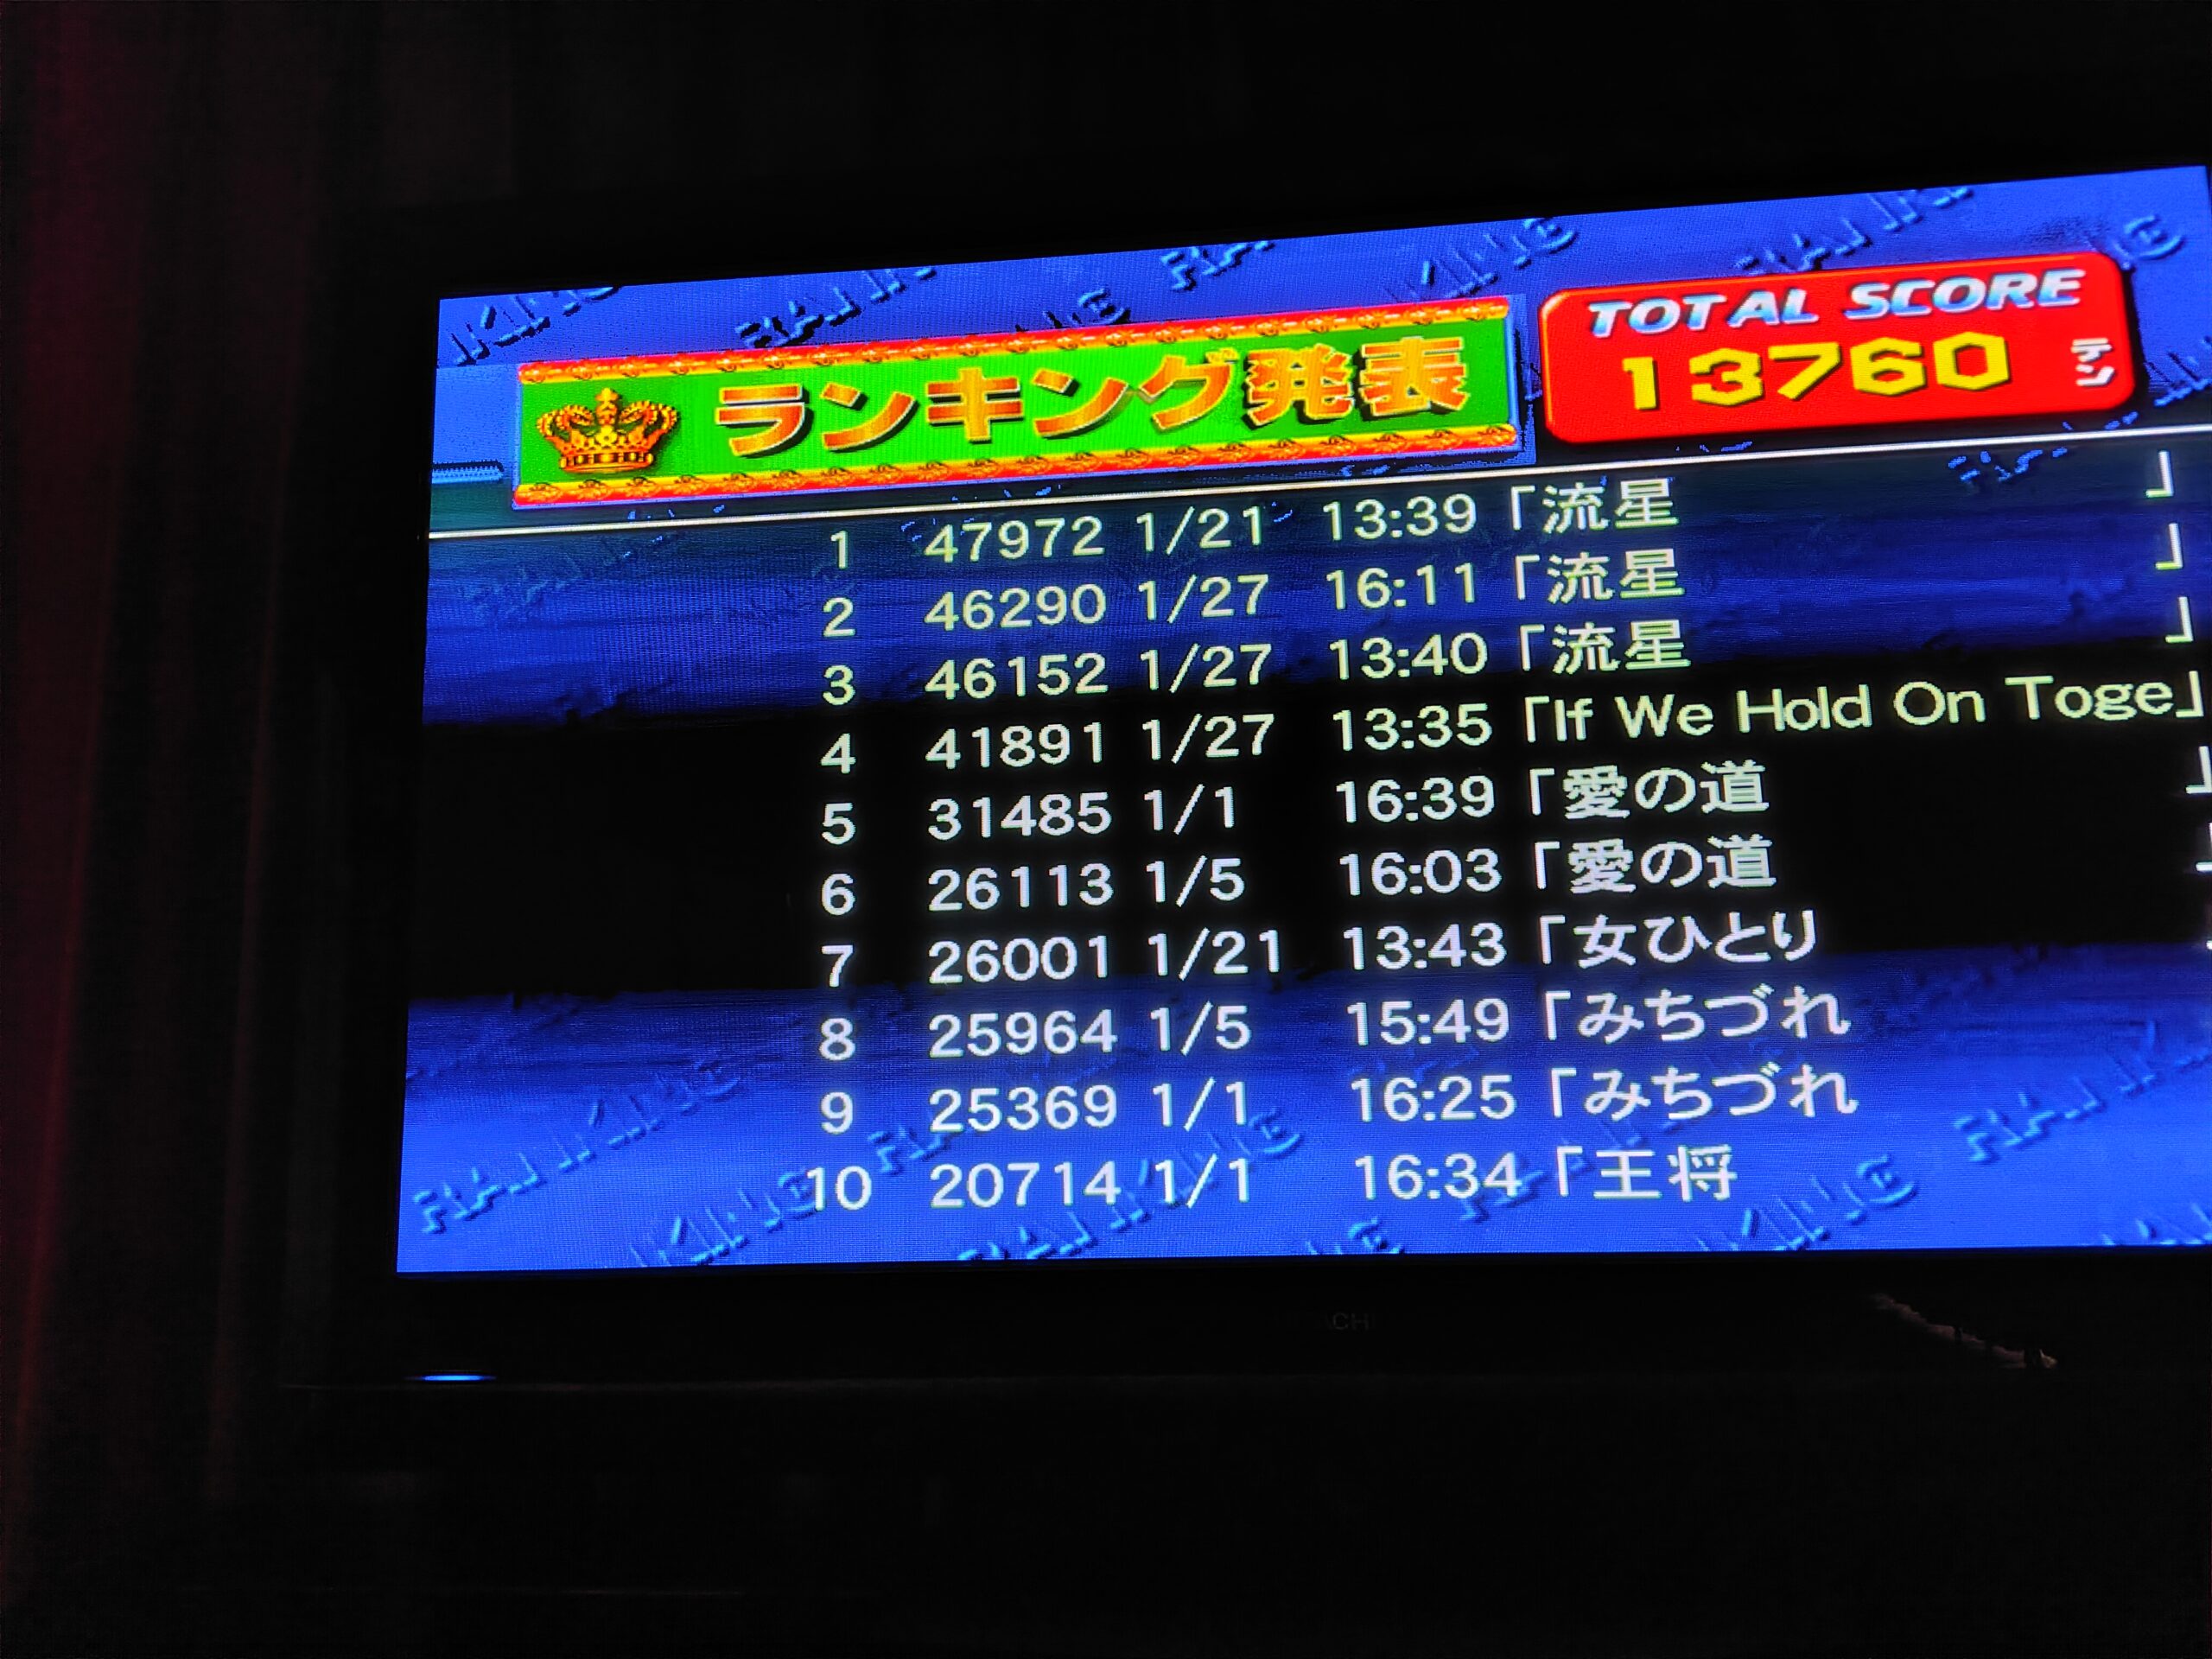 ランキング発表
TOTAL SCORE
13760 テン
1 47972 1/21 13:39 「流星 」
2 46290 1/27 16:11 「流星 」
3 46152 1/27 13:40 「流星 」
4 41891 1/27 13:35 「If We Hold On Toge」
5 31485 1/1 16:39 「愛の道 」
6 26113 1/5 16:03 「愛の道 」
7 26001 1/21 13:43 「女ひとり
8 25964 1/5 15:49 「みちづれ
9 25369 1/1 16:25 「みちづれ
10 20714 1/1 16:34 「王将